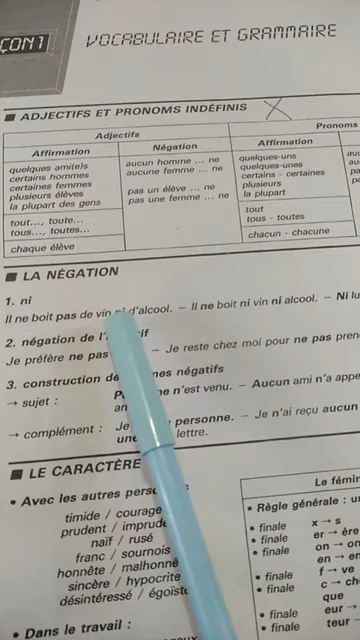 ÇON 1
VOCABULAIRE ET GRAMMAIRE
ADJECTIFS ET PRONOMS INDÉFINIS
Adjectifs
Pronoms
Affirmation
Négation
Affirmation
quelques ami(e)s
certains hommes
certaines femmes
plusieurs élèves
la plupart des gens
aucun homme ... ne
aucune femme ... ne
pas un élève ... ne
pas une femme ... ne
quelques-uns
quelques-unes
certains - certaines
plusieurs
la plupart
tout..., toute...
tous..., toutes...
tout
tous - toutes
chaque élève
chacun - chacune
LA NÉGATION
1. ni
Il ne boit pas de vin ni d'alcool. – Il ne boit ni vin ni alcool. – Ni lu
2. négation de l'
if
Je préfère ne pas – Je reste chez moi pour ne pas pren
3. construction de nes négatifs
→ sujet : ne n'est venu. – Aucun ami n'a appe
→ complément : Je personne. – Je n'ai reçu aucun
une lettre.
LE CARACTÈRE
• Avec les autres
timide / courage
prudent / imprude
naïf / rusé
franc / sournois
honnête / malhonnê
sincère / hypocrite
désintéressé / égoïste
• Dans le travail :
Le fémin
• Règle générale : u
• finale x → s
• finale er → ère
• finale on → on
en → en
• finale f → ve
• finale c → ch
que
• finale eur →
• finale teur →